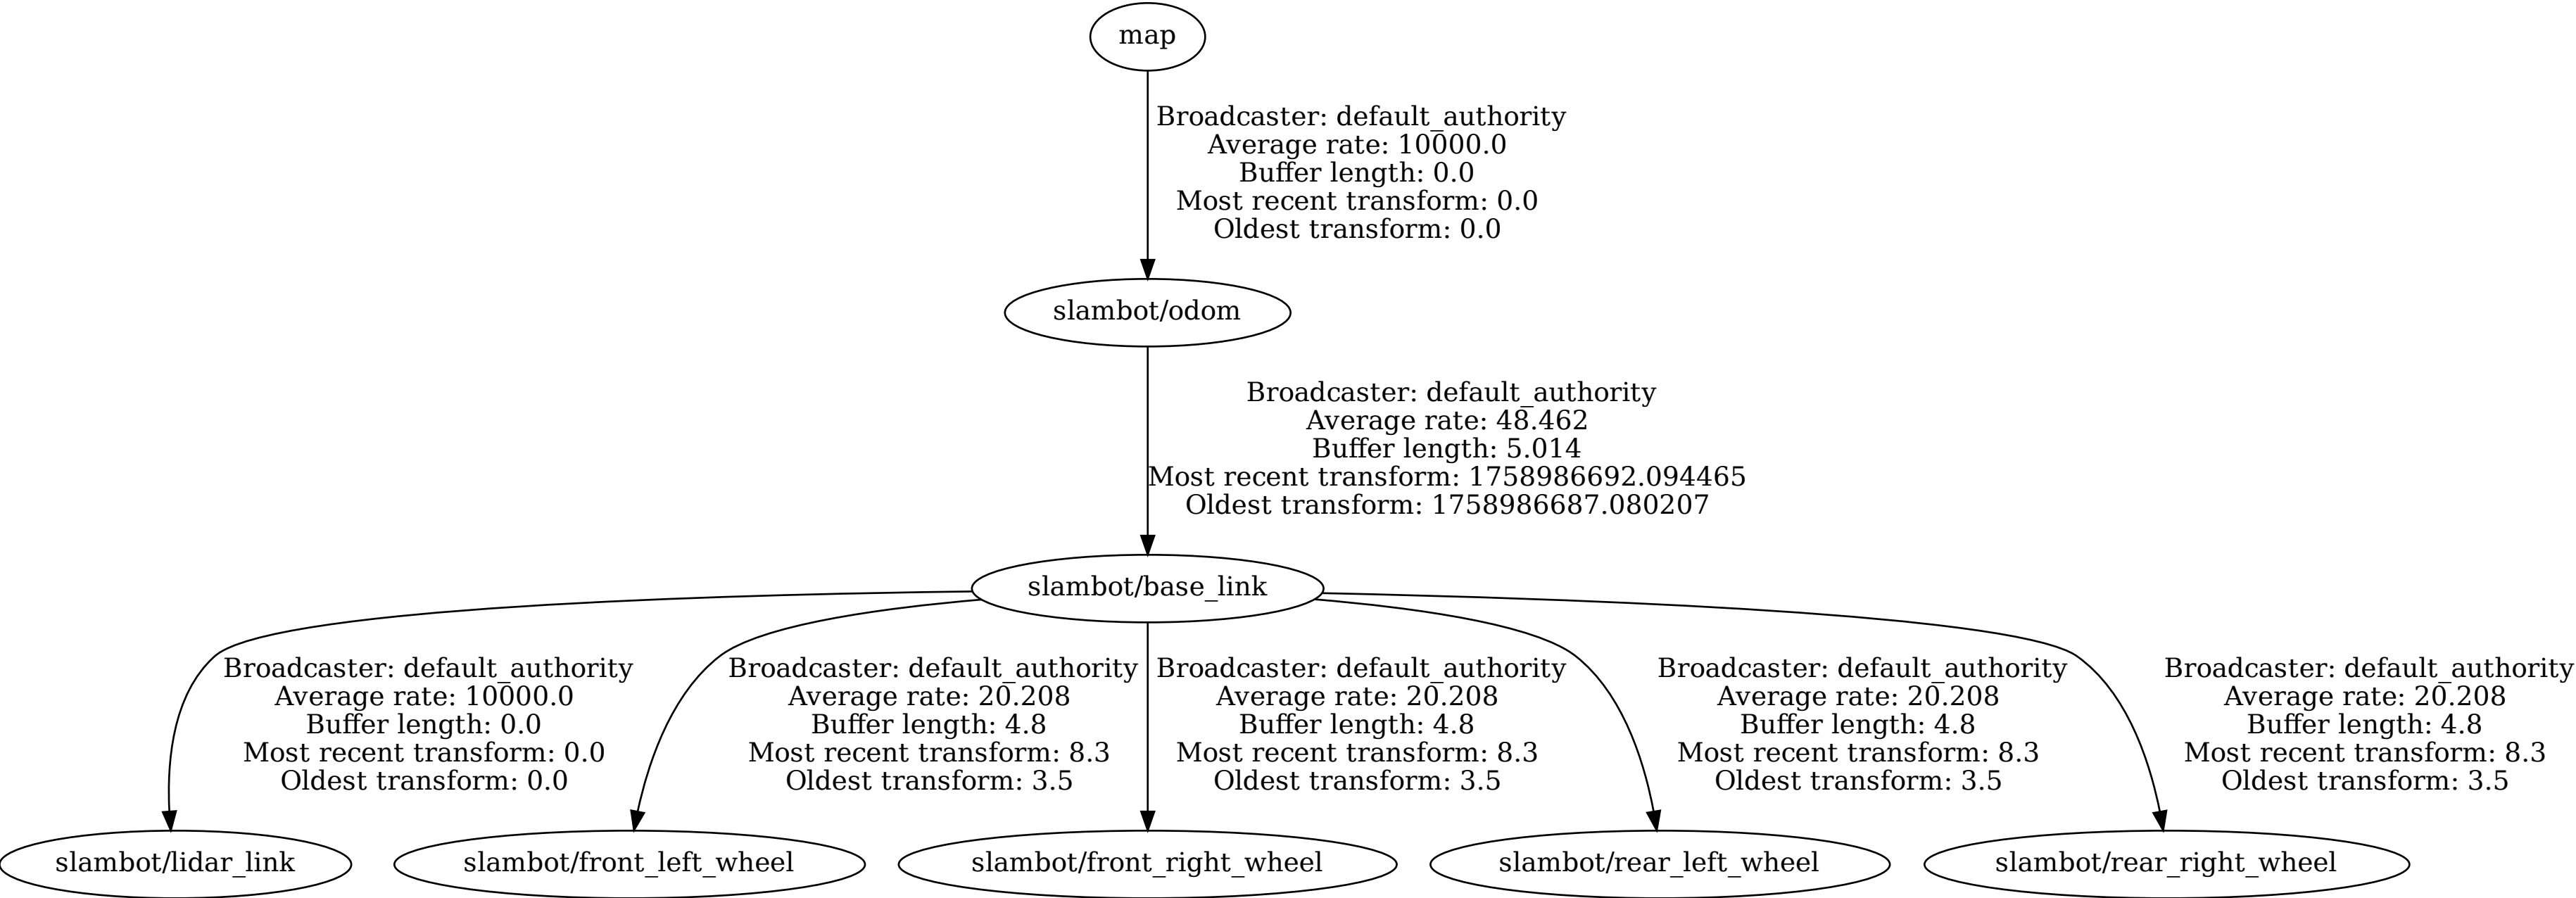 map
Broadcaster: default_authority
Average rate: 10000.0
Buffer length: 0.0
Most recent transform: 0.0
Oldest transform: 0.0
slambot/odom
Broadcaster: default_authority
Average rate: 48.462
Buffer length: 5.014
Most recent transform: 1758986692.094465
Oldest transform: 1758986687.080207
slambot/base_link
Broadcaster: default_authority
Average rate: 10000.0
Buffer length: 0.0
Most recent transform: 0.0
Oldest transform: 0.0
Broadcaster: default_authority
Average rate: 20.208
Buffer length: 4.8
Most recent transform: 8.3
Oldest transform: 3.5
Broadcaster: default_authority
Average rate: 20.208
Buffer length: 4.8
Most recent transform: 8.3
Oldest transform: 3.5
Broadcaster: default_authority
Average rate: 20.208
Buffer length: 4.8
Most recent transform: 8.3
Oldest transform: 3.5
Broadcaster: default_authority
Average rate: 20.208
Buffer length: 4.8
Most recent transform: 8.3
Oldest transform: 3.5
slambot/lidar_link
slambot/front_left_wheel
slambot/front_right_wheel
slambot/rear_left_wheel
slambot/rear_right_wheel